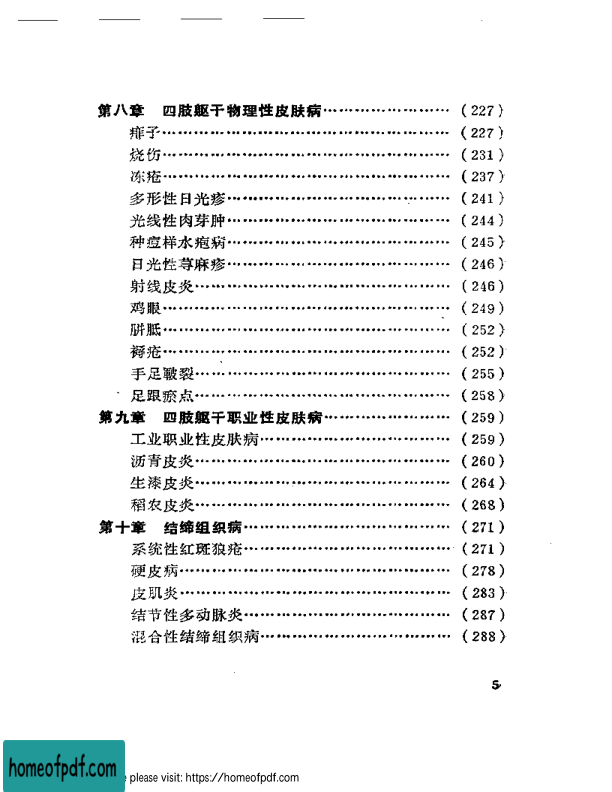 第八章 四肢躯干物理性皮肤病……………………(227)
痱子……………………………………………(227)
烧伤……………………………………………(231)
冻疮……………………………………………(237)
多形性日光疹…………………………………(241)
光线性肉芽肿…………………………………(244)
种痘样水疱病…………………………………(245)
日光性荨麻疹…………………………………(246)
射线皮炎………………………………………(246)
鸡眼……………………………………………(249)
胼胝……………………………………………(252)
褥疮……………………………………………(252)
手足皲裂………………………………………(255)
足跟瘀点………………………………………(258)
第九章 四肢躯干职业性皮肤病……………………(259)
工业职业性皮肤病……………………………(259)
沥青皮炎………………………………………(260)
生漆皮炎………………………………………(264)
稻农皮炎………………………………………(268)
第十章 结缔组织病…………………………………(271)
系统性红斑狼疮………………………………(271)
硬皮病…………………………………………(278)
皮肌炎…………………………………………(283)
结节性多动脉炎………………………………(287)
混合性结缔组织病……………………………(288)
5
homeofpdf.com
e please visit: https://homeofpdf.com